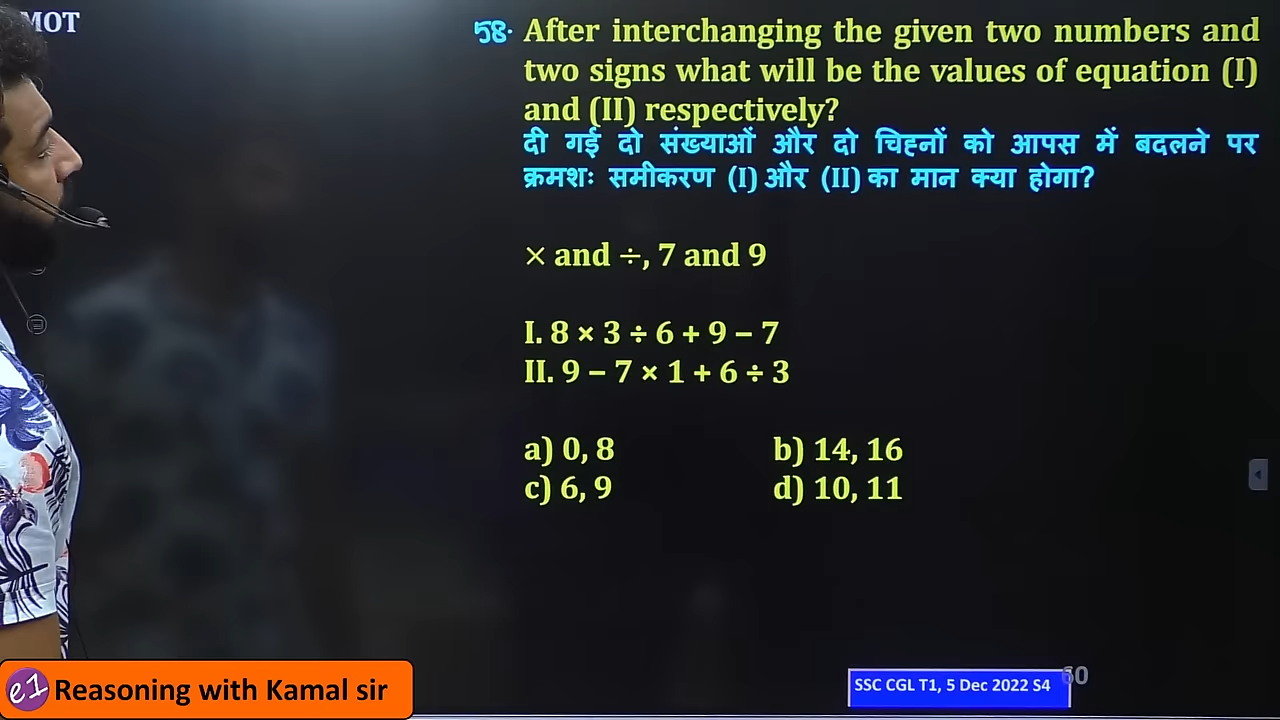 MOT
58. After interchanging the given two numbers and
two signs what will be the values of equation (I)
and (II) respectively?
दी गई दो संख्याओं और दो चिह्नों को आपस में बदलने पर
क्रमशः समीकरण (I) और (II) का मान क्या होगा?
× and ÷, 7 and 9
I. 8 × 3 ÷ 6 + 9 – 7
II. 9 – 7 × 1 + 6 ÷ 3
a) 0, 8 b) 14, 16
c) 6, 9 d) 10, 11
e1 Reasoning with Kamal sir
SSC CGL T1, 5 Dec 2022 S4
60